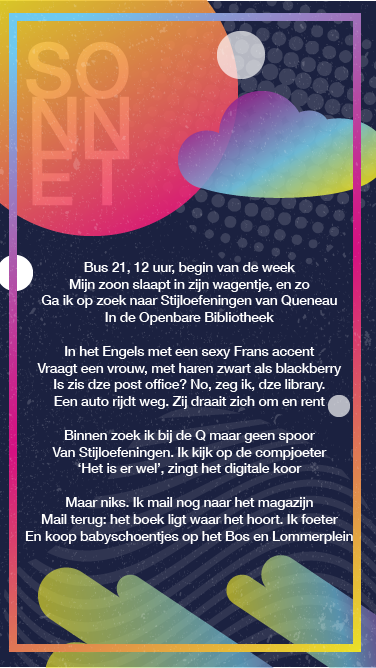 SO
NN
ET
Bus 21, 12 uur, begin van de week
Mijn zoon slaapt in zijn wagentje, en zo
Ga ik op zoek naar Stijloefeningen van Queneau
In de Openbare Bibliotheek
In het Engels met een sexy Frans accent
Vraagt een vrouw, met haren zwart als blackberry
Is zis dze post office? No, zeg ik, dze library.
Een auto rijdt weg. Zij draait zich om en rent
Binnen zoek ik bij de Q maar geen spoor
Van Stijloefeningen. Ik kijk op de compjoeter
‘Het is er wel’, zingt het digitale koor
Maar niks. Ik mail nog naar het magazijn
Mail terug: het boek ligt waar het hoort. Ik foeter
En koop babyschoentjes op het Bos en Lommerplein